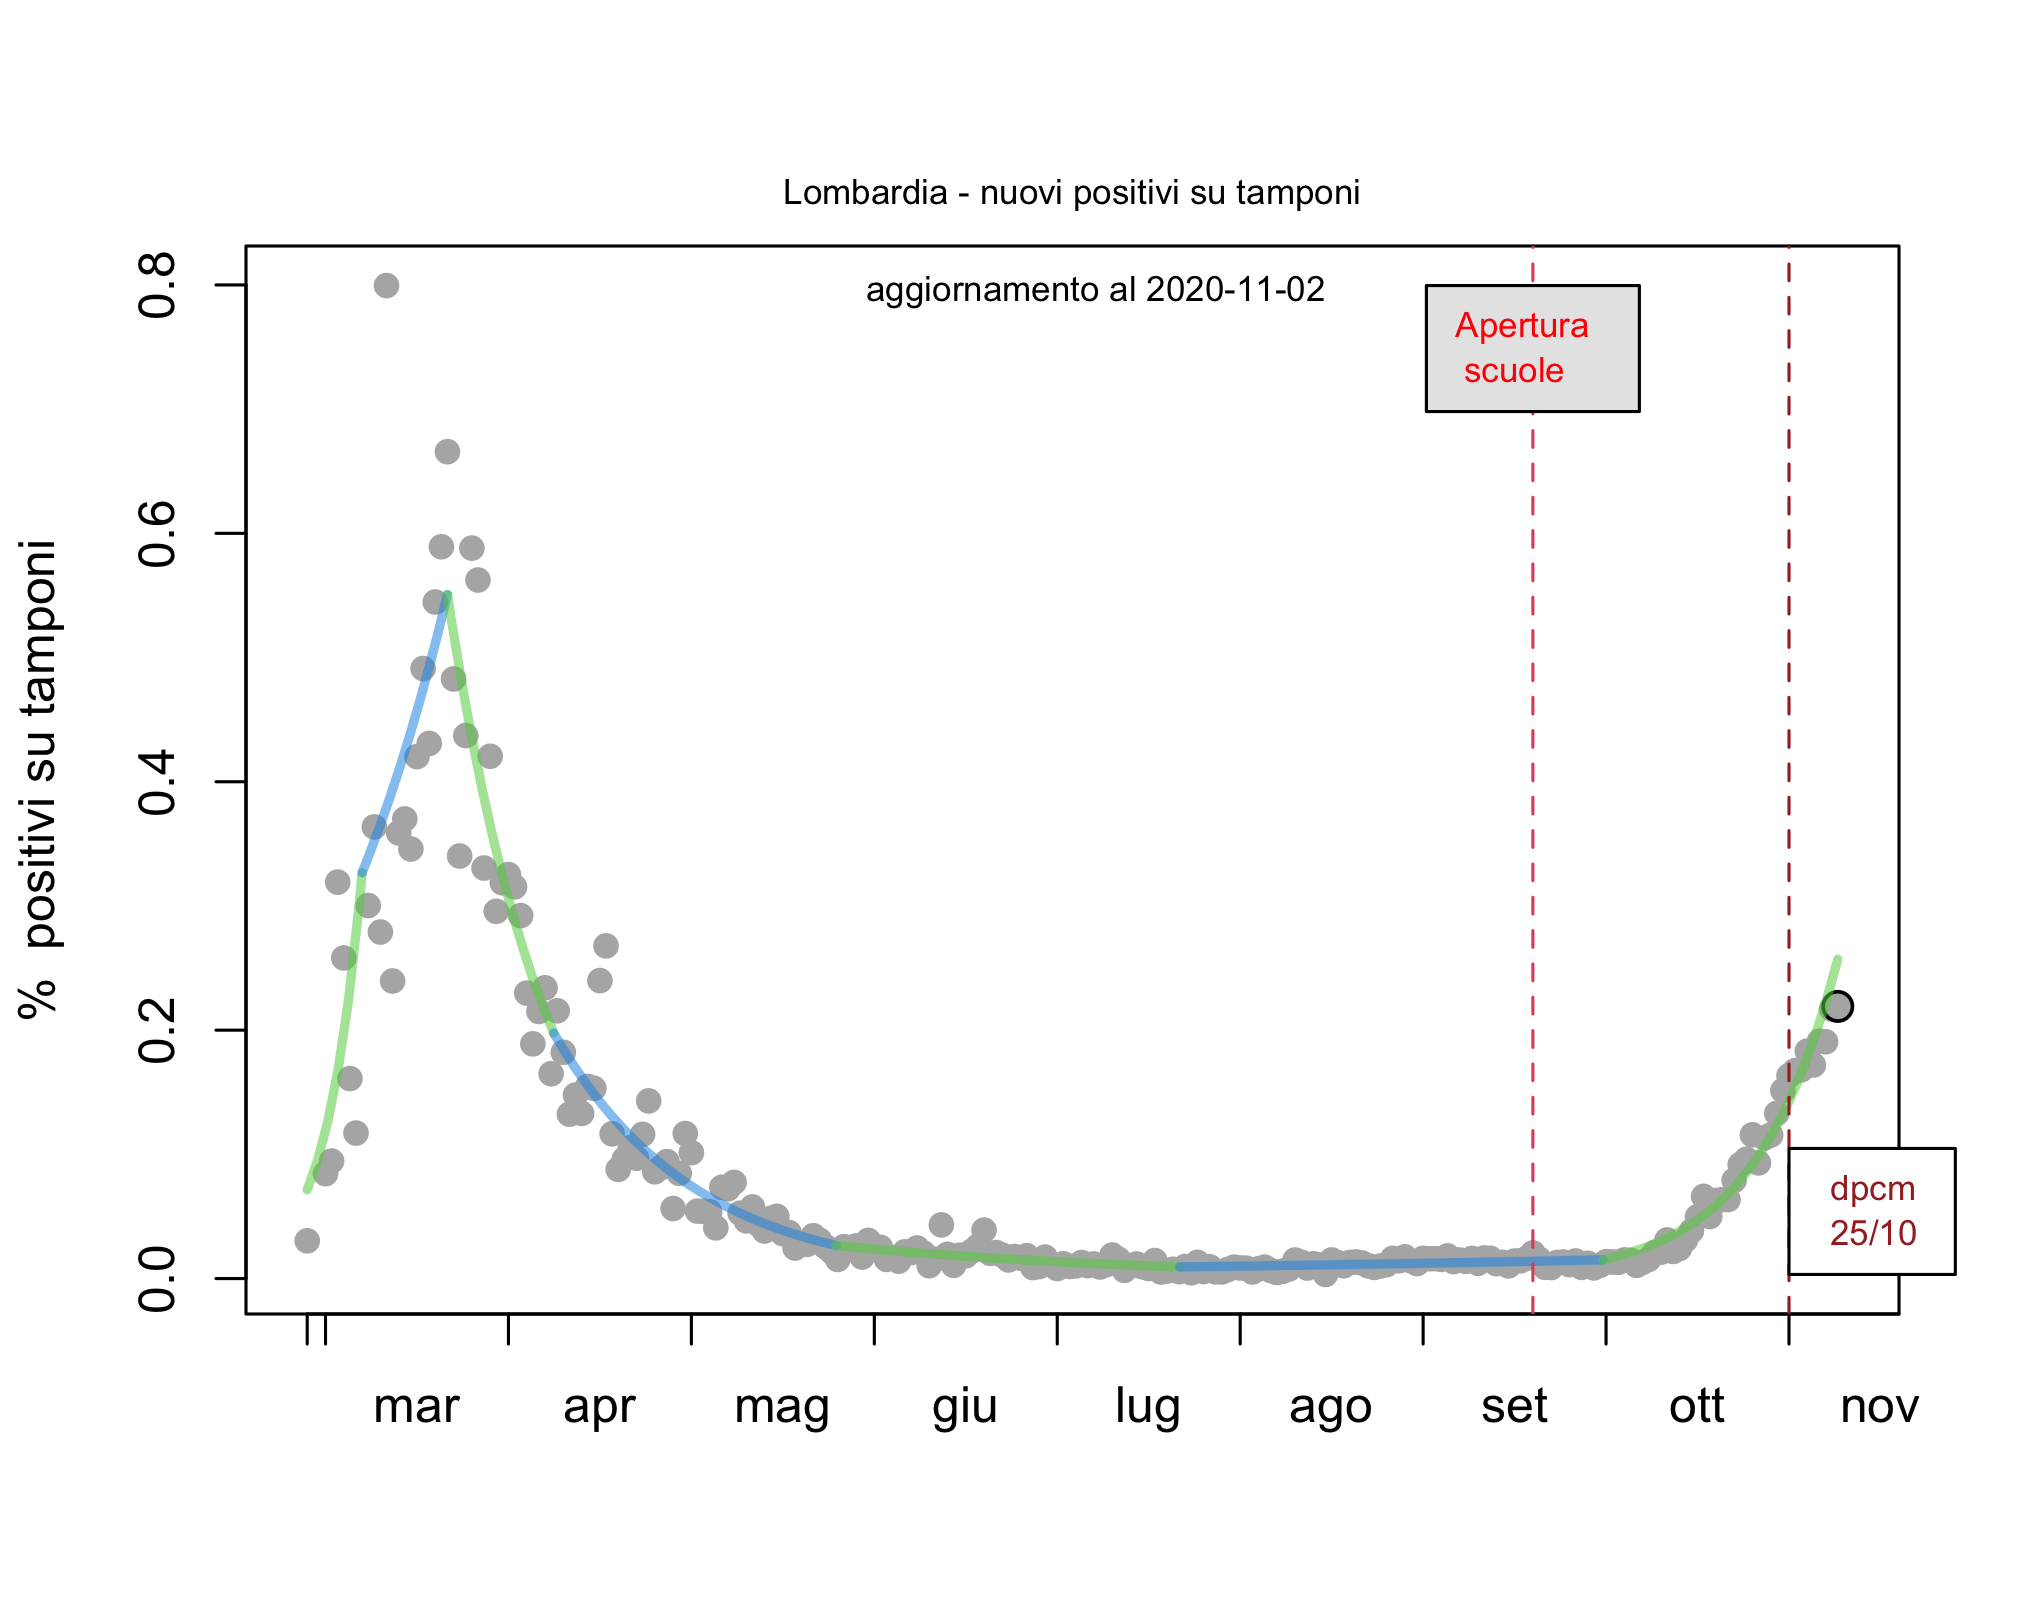 Lombardia - nuovi positivi su tamponi
aggiornamento al 2020-11-02
Apertura
scuole
dpcm
25/10
% positivi su tamponi
0.8
0.6
0.4
0.2
0.0
mar apr mag giu lug ago set ott nov